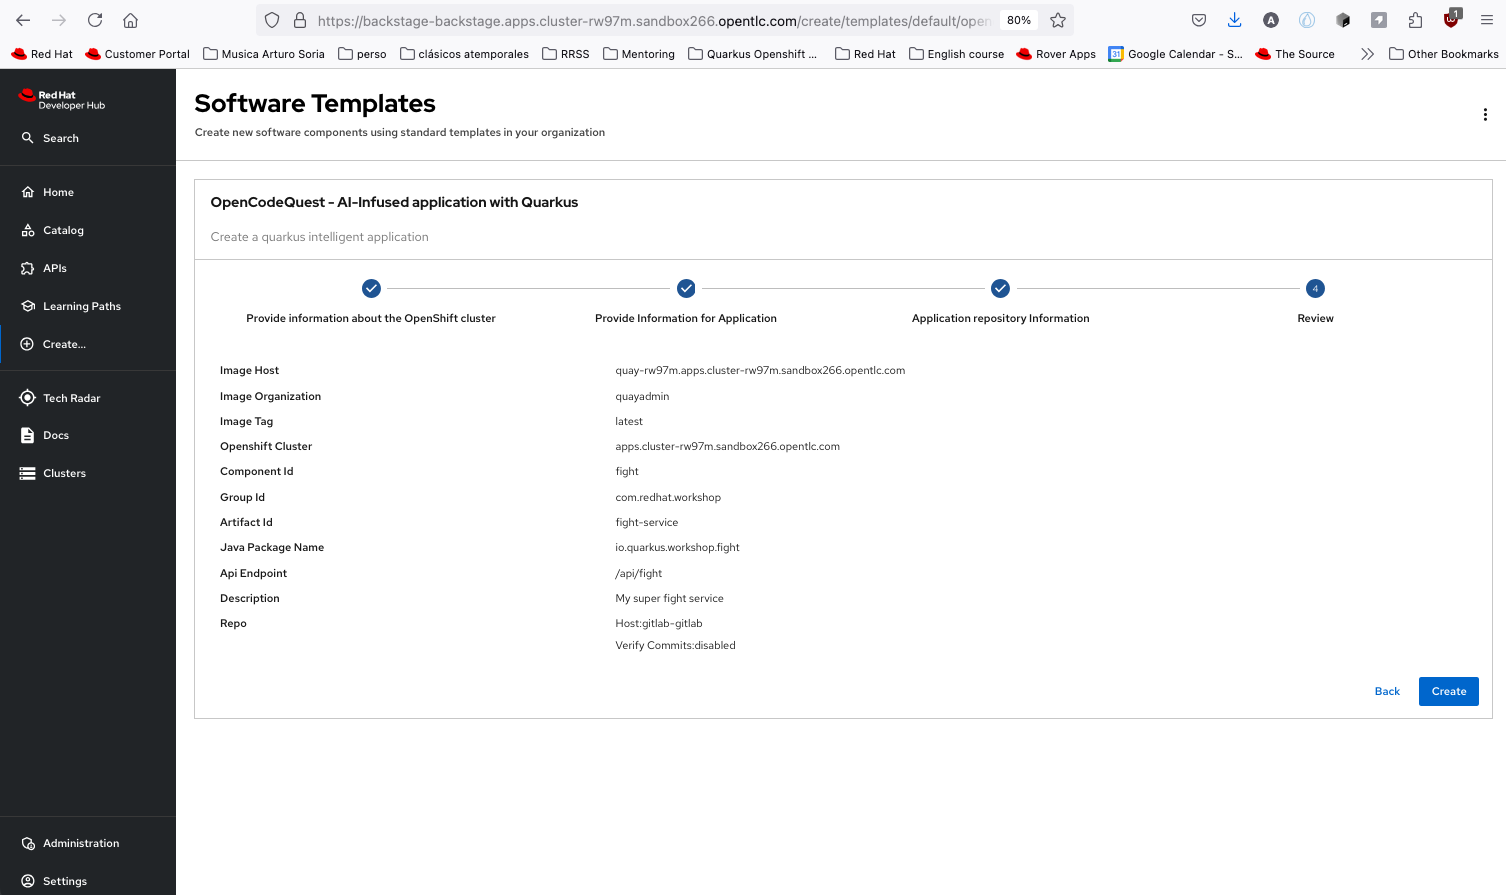 https://backstage-backstage.apps.cluster-rw97m.sandbox266.opentlc.com/create/templates/default/open
80%
A
1
Red Hat
Customer Portal
Musica Arturo Soria
perso
clásicos atemporales
RRSS
Mentoring
Quarkus Openshift ...
Red Hat
English course
Rover Apps
31
Google Calendar - S...
The Source
Other Bookmarks
Red Hat
Developer Hub
Search
Home
Catalog
APIs
Learning Paths
Create...
Tech Radar
Docs
Clusters
Administration
Settings
Software Templates
Create new software components using standard templates in your organization
OpenCodeQuest - AI-Infused application with Quarkus
Create a quarkus intelligent application
4
Provide information about the OpenShift cluster
Provide Information for Application
Application repository Information
Review
Image Host quay-rw97m.apps.cluster-rw97m.sandbox266.opentlc.com
Image Organization quayadmin
Image Tag latest
Openshift Cluster apps.cluster-rw97m.sandbox266.opentlc.com
Component Id fight
Group Id com.redhat.workshop
Artifact Id fight-service
Java Package Name io.quarkus.workshop.fight
Api Endpoint /api/fight
Description My super fight service
Repo Host:gitlab-gitlab
Verify Commits:disabled
Back
Create